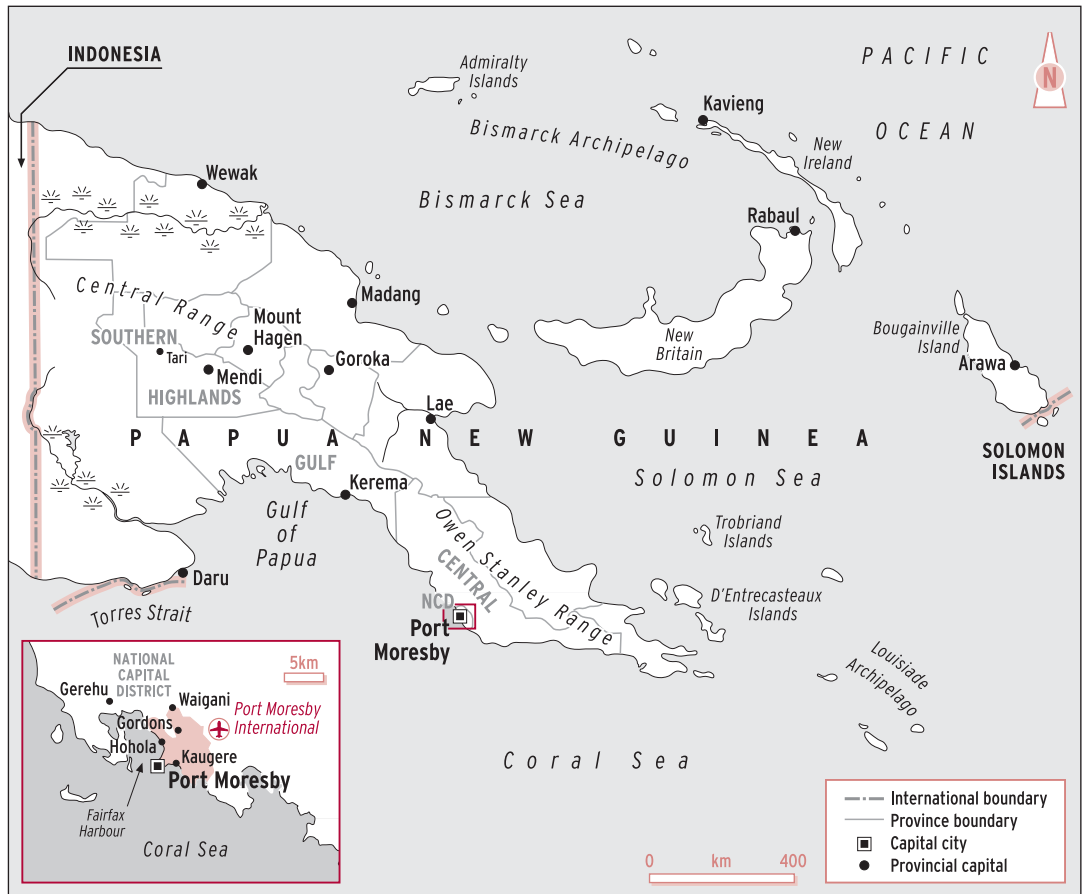 INDONESIA
Admiralty
Islands
PACIFIC
OCEAN
N
Kavieng
Bismarck Archipelago
New
Ireland
Wewak
Bismarck Sea
Rabaul
Central Range
Madang
Mount
Hagen
SOUTHERN
Tari
Goroka
Mendi
HIGHLANDS
New
Britain
Bougainville
Island
Arawa
Lae
PAPUA NEW GUINEA
SOLOMON
ISLANDS
GULF
Kerema
Solomon Sea
Gulf
of
Papua
Owen Stanley Range
Trobriand
Islands
CENTRAL
Daru
Torres Strait
NCD
Port
Moresby
D'Entrecasteaux
Islands
Louisiade
Archipelago
Coral Sea
NATIONAL
CAPITAL
DISTRICT
5km
Gerehu
Waigani
Port Moresby
International
Gordons
Hohola
Kaugere
Port Moresby
Fairfax
Harbour
Coral Sea
0 km 400
International boundary
Province boundary
Capital city
Provincial capital